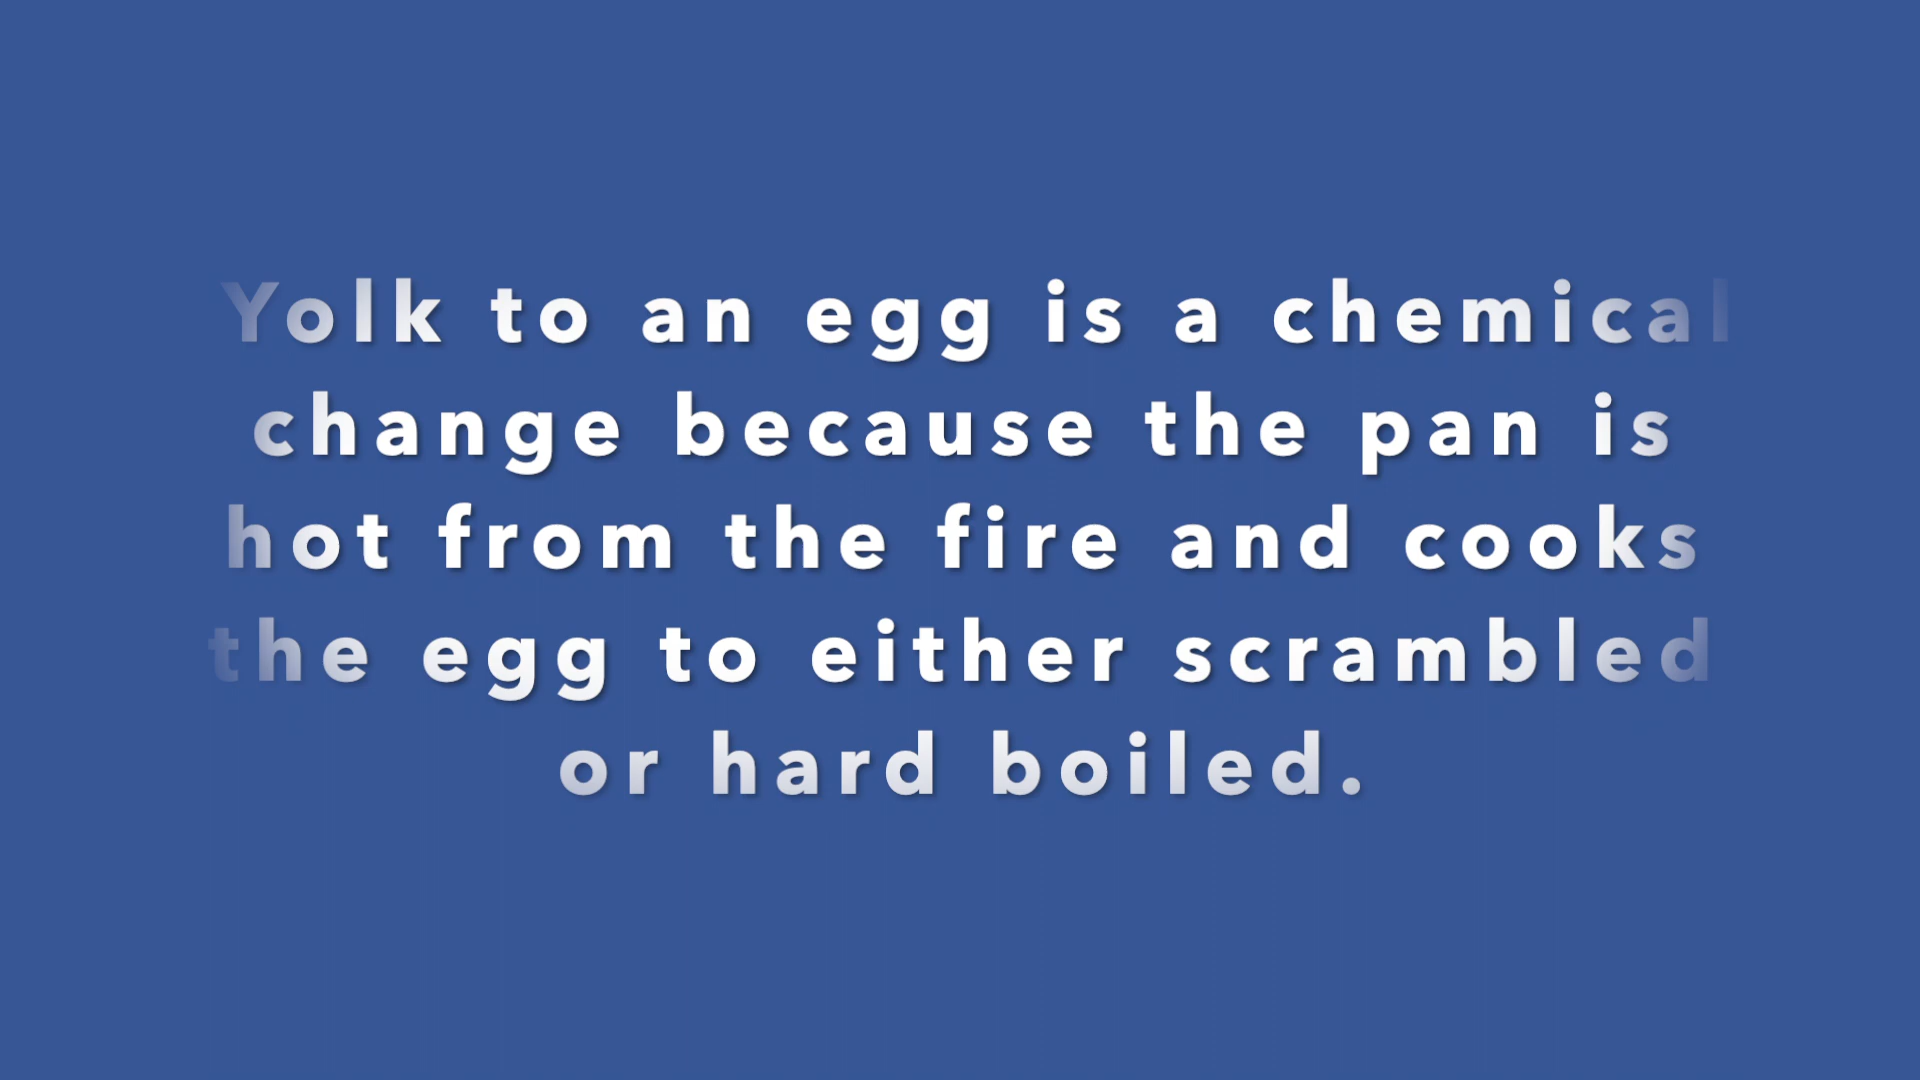 Yolk to an egg is a chemical
change because the pan is
hot from the fire and cooks
the egg to either scrambled
or hard boiled.